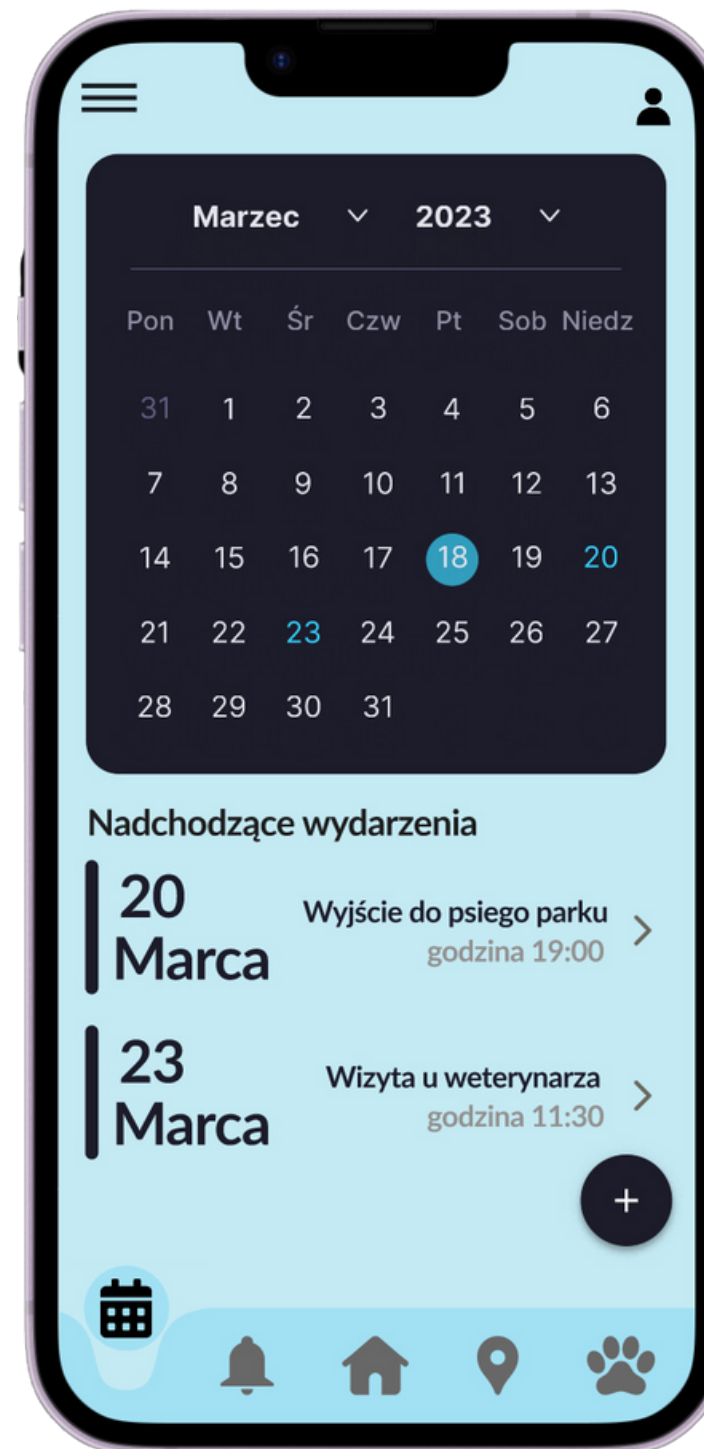 Marzec 2023
Pon Wt Śr Czw Pt Sob Niedz
31 1 2 3 4 5 6
7 8 9 10 11 12 13
14 15 16 17 18 19 20
21 22 23 24 25 26 27
28 29 30 31
Nadchodzące wydarzenia
20
Marca
Wyjście do psiego parku
godzina 19:00
23
Marca
Wizyta u weterynarza
godzina 11:30
+